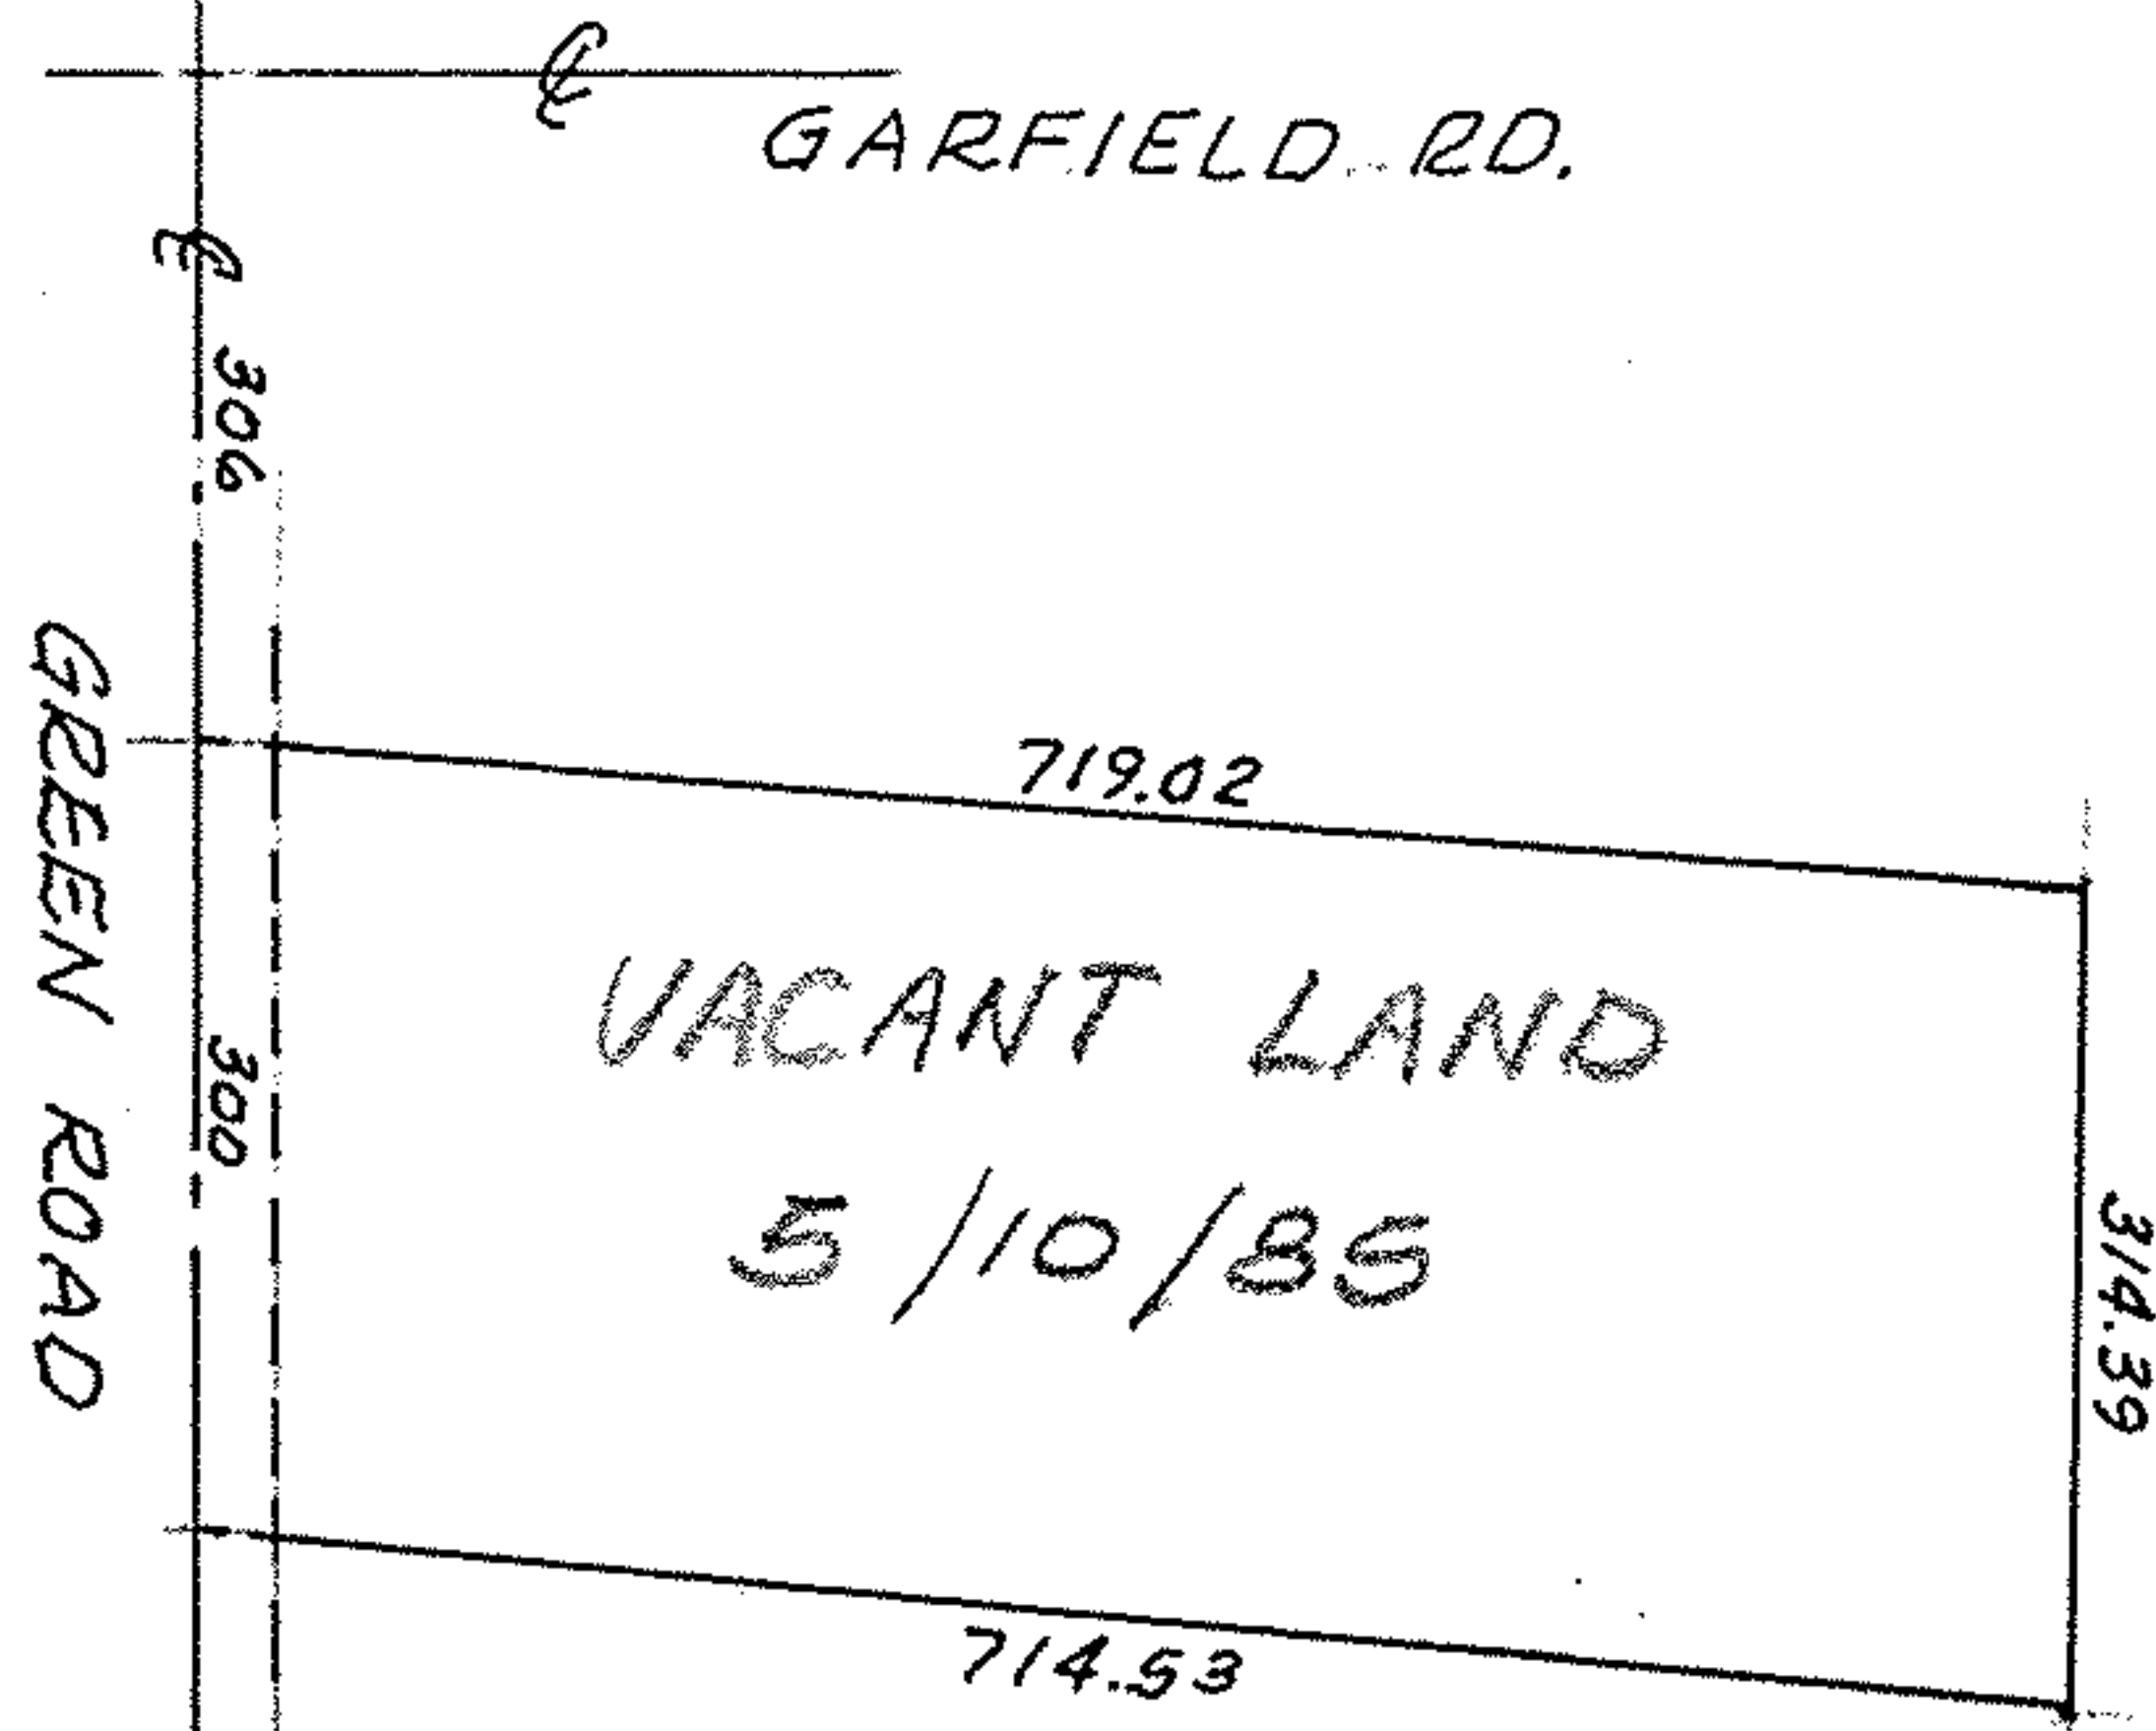 ℄
GARFIELD RD.
℄
306
GREEN ROAD
719.02
VACANT LAND
300
5/10/85
314.39
714.53